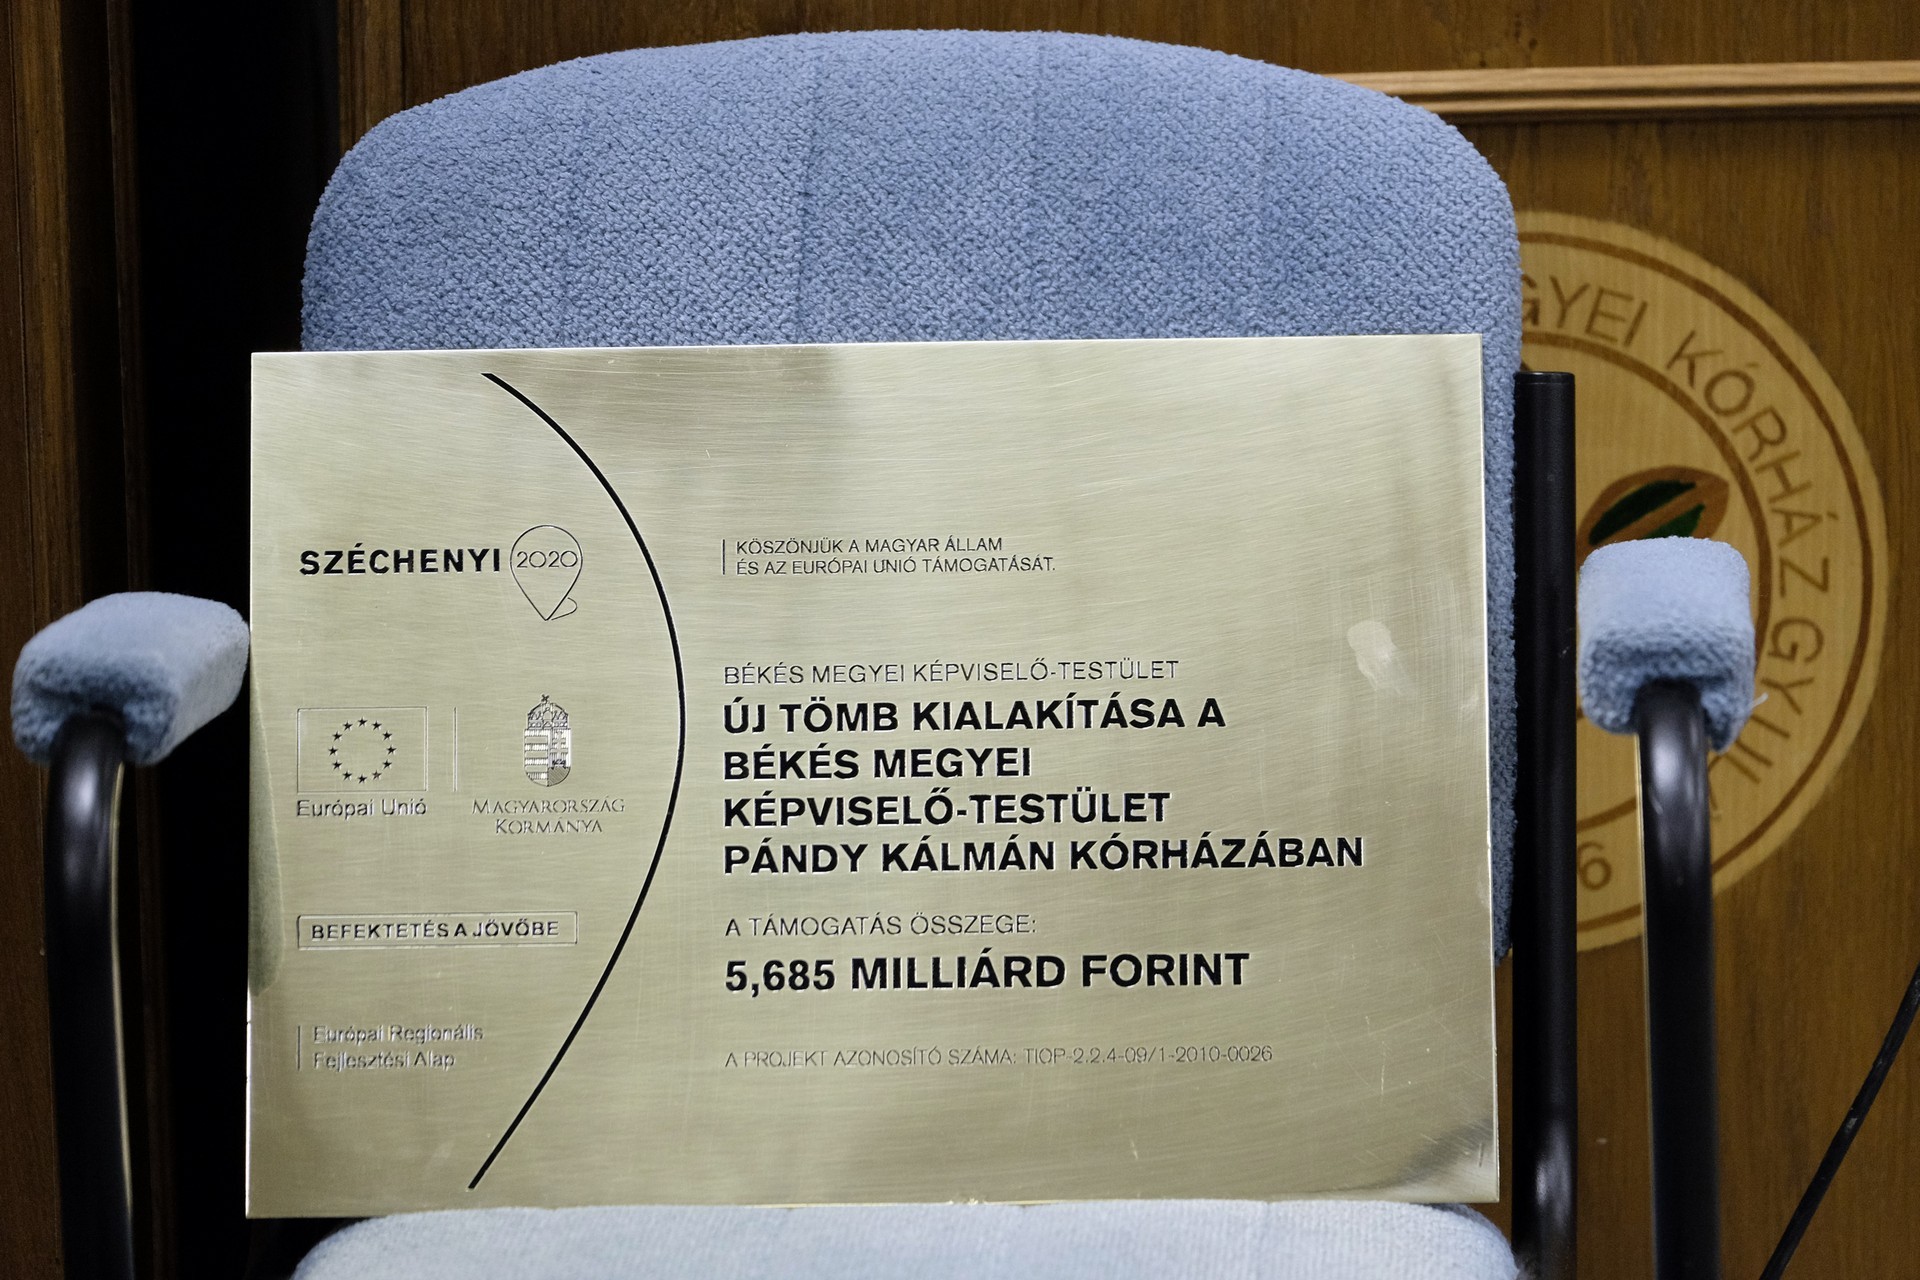 SZÉCHENYI 2020
Európai Unió
MAGYARORSZÁG
KORMÁNYA
BEFEKTETÉS A JÖVŐBE
Európai Regionális
Fejlesztési Alap
KÖSZÖNJÜK A MAGYAR ÁLLAM
ÉS AZ EURÓPAI UNIÓ TÁMOGATÁSÁT.
BÉKÉS MEGYEI KÉPVISELŐ-TESTÜLET
ÚJ TÖMB KIALAKÍTÁSA A
BÉKÉS MEGYEI
KÉPVISELŐ-TESTÜLET
PÁNDY KÁLMÁN KÓRHÁZÁBAN
A TÁMOGATÁS ÖSSZEGE:
5,685 MILLIÁRD FORINT
A PROJEKT AZONOSÍTÓ SZÁMA: TIOP-2.2.4-09/1-2010-0026
GYEI KÓRHÁZ GYUL
6